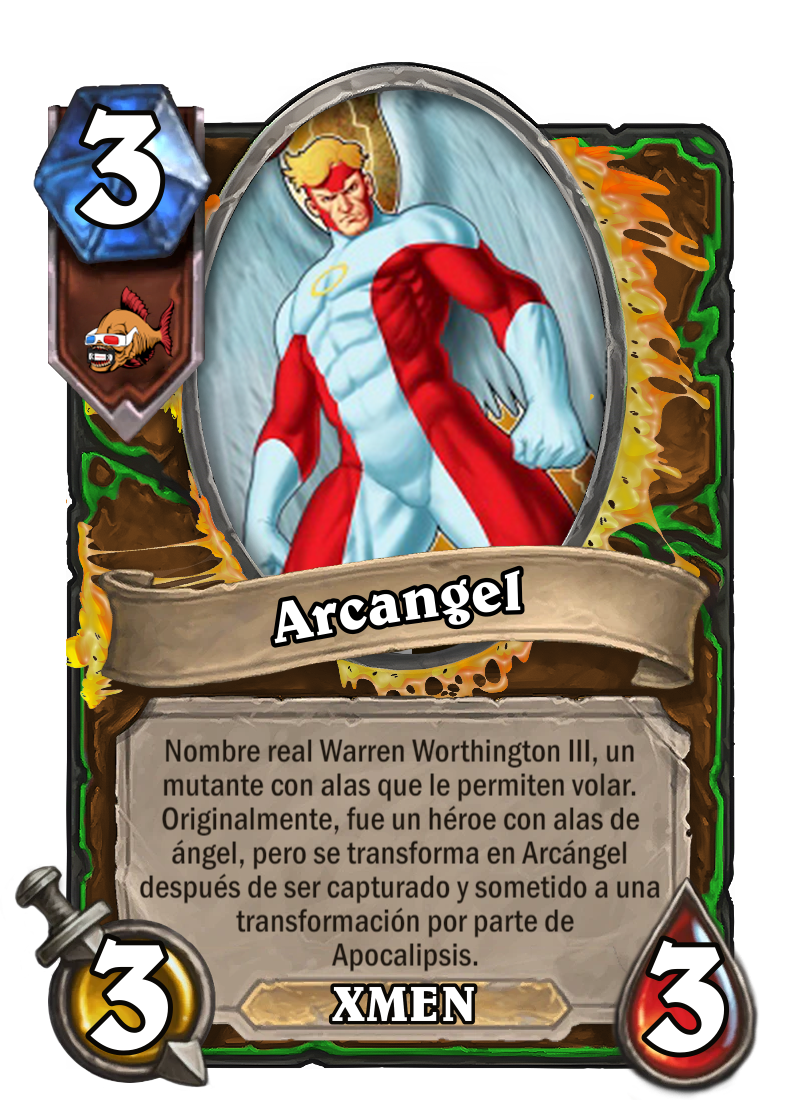 3
Arcangel
Nombre real Warren Worthington III, un
mutante con alas que le permiten volar.
Originalmente, fue un héroe con alas de
ángel, pero se transforma en Arcángel
después de ser capturado y sometido a una
transformación por parte de
Apocalipsis.
XMEN
3
3